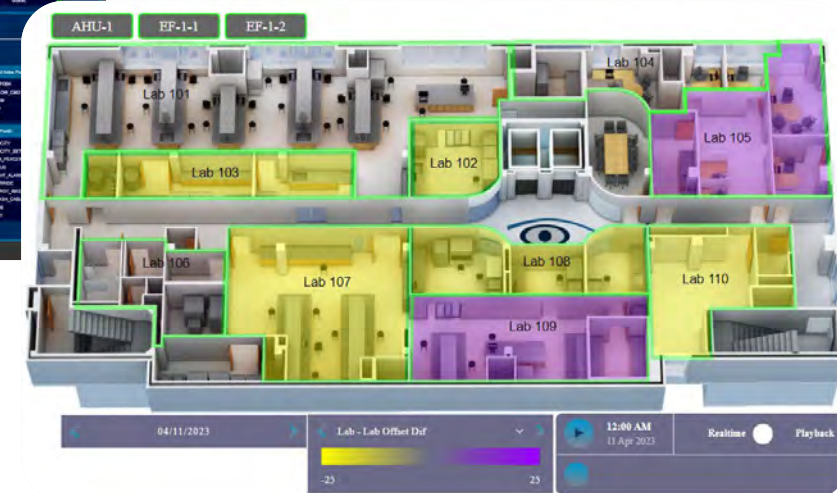 AHU-1
EF-1-1
EF-1-2
Lab 101
Lab 104
Lab 105
Lab 102
Lab 103
Lab 106
Lab 107
Lab 108
Lab 110
Lab 109
04/11/2023
Lab - Lab Offset Dif
-25
25
12:00 AM
11 Apr 2023
Realtime
Playback